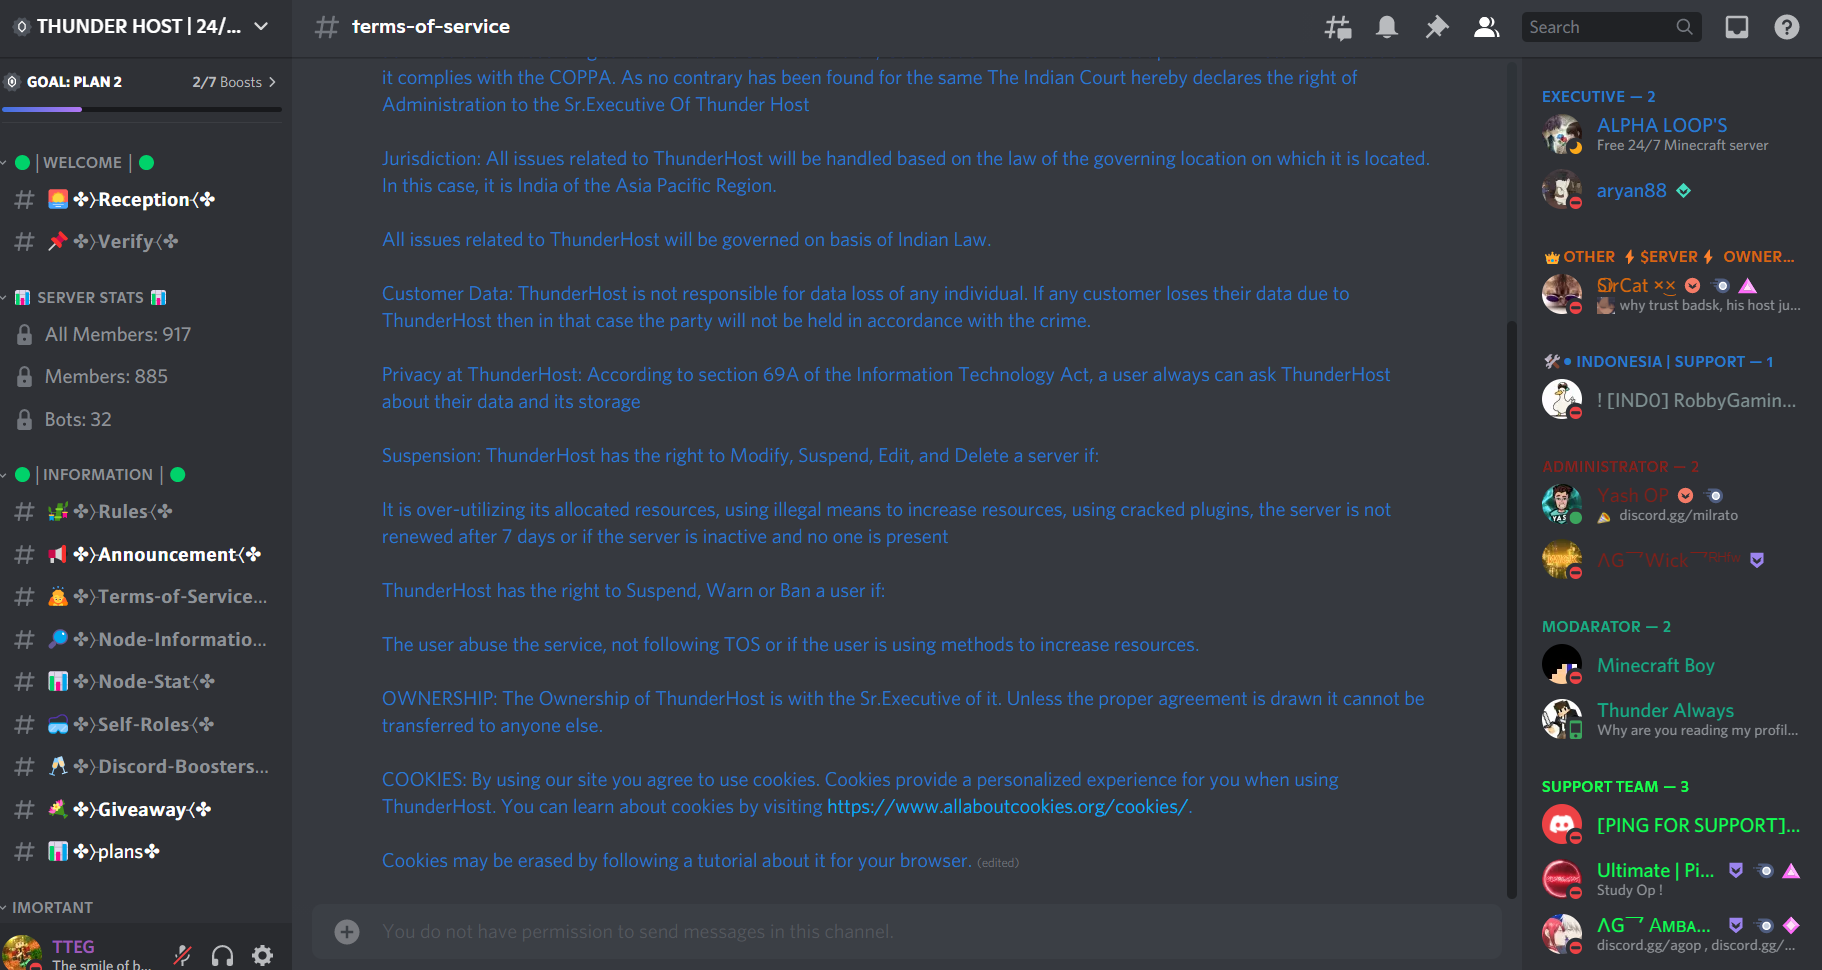 THUNDER HOST | 24/...
GOAL: PLAN 2
2/7 Boosts
| WELCOME |
✤〉Reception〈✤
✤〉Verify〈✤
SERVER STATS
All Members: 917
Members: 885
Bots: 32
| INFORMATION |
✤〉Rules〈✤
✤〉Announcement〈✤
✤〉Terms-of-Service...
✤〉Node-Informatio...
✤〉Node-Stat〈✤
✤〉Self-Roles〈✤
✤〉Discord-Boosters...
✤〉Giveaway〈✤
✤〉plans✤
IMORTANT
TTEG
The smile of b...
terms-of-service
Search
it complies with the COPPA. As no contrary has been found for the same The Indian Court hereby declares the right of
Administration to the Sr.Executive Of Thunder Host
Jurisdiction: All issues related to ThunderHost will be handled based on the law of the governing location on which it is located.
In this case, it is India of the Asia Pacific Region.
All issues related to ThunderHost will be governed on basis of Indian Law.
Customer Data: ThunderHost is not responsible for data loss of any individual. If any customer loses their data due to
ThunderHost then in that case the party will not be held in accordance with the crime.
Privacy at ThunderHost: According to section 69A of the Information Technology Act, a user always can ask ThunderHost
about their data and its storage
Suspension: ThunderHost has the right to Modify, Suspend, Edit, and Delete a server if:
It is over-utilizing its allocated resources, using illegal means to increase resources, using cracked plugins, the server is not
renewed after 7 days or if the server is inactive and no one is present
ThunderHost has the right to Suspend, Warn or Ban a user if:
The user abuse the service, not following TOS or if the user is using methods to increase resources.
OWNERSHIP: The Ownership of ThunderHost is with the Sr.Executive of it. Unless the proper agreement is drawn it cannot be
transferred to anyone else.
COOKIES: By using our site you agree to use cookies. Cookies provide a personalized experience for you when using
ThunderHost. You can learn about cookies by visiting https://www.allaboutcookies.org/cookies/.
Cookies may be erased by following a tutorial about it for your browser. (edited)
You do not have permission to send messages in this channel.
EXECUTIVE — 2
ALPHA LOOP'S
Free 24/7 Minecraft server
aryan88
OTHER ⚡$ERVER⚡ OWNER...
SirCat
why trust badsk, his host ju...
• INDONESIA | SUPPORT — 1
! [IND0] RobbyGamin...
ADMINISTRATOR — 2
Yash OP
discord.gg/milrato
ΛG乛Wick乛
MODARATOR — 2
Minecraft Boy
Thunder Always
Why are you reading my profil...
SUPPORT TEAM — 3
[PING FOR SUPPORT]...
Ultimate | Pi...
Study Op !
ΛG乛 Aᴍʙᴀ...
discord.gg/agop , discord.gg/...